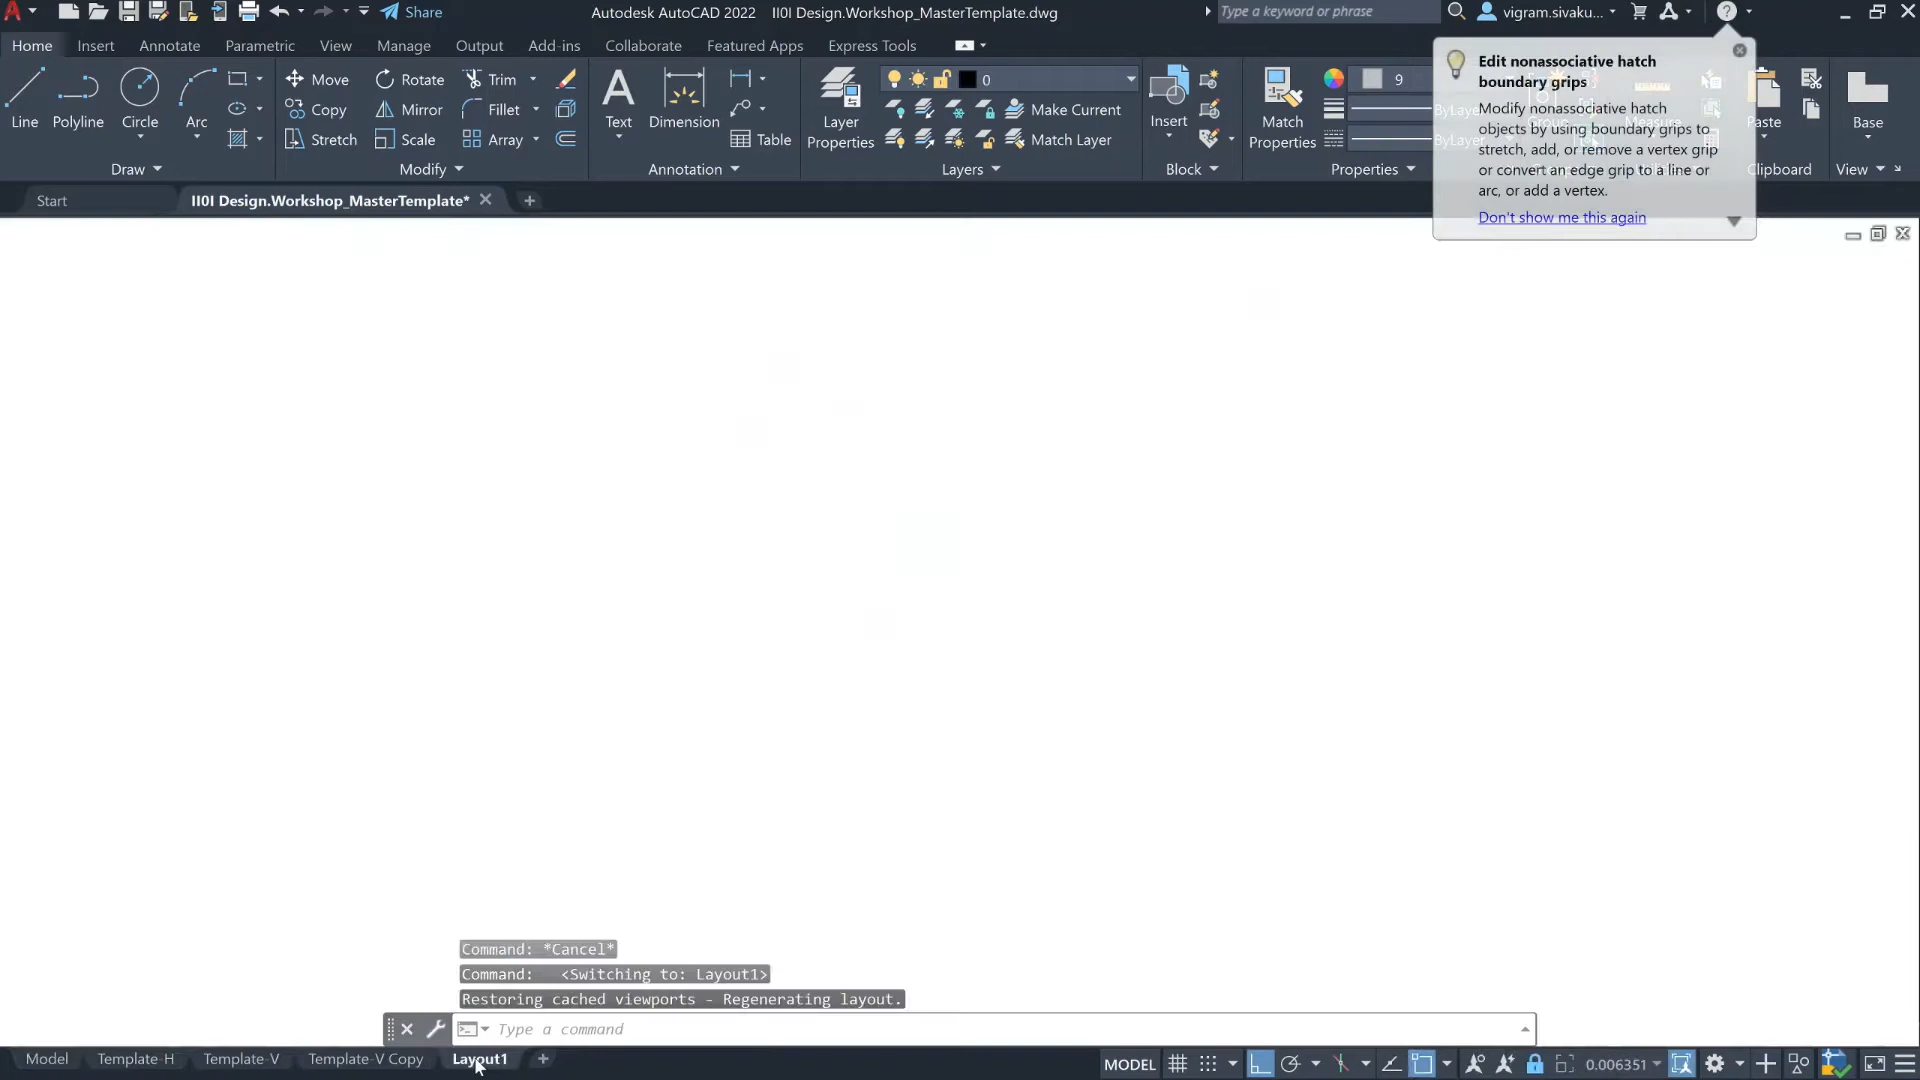 Share
Autodesk AutoCAD 2022 II0I Design.Workshop_MasterTemplate.dwg
Type a keyword or phrase
vigram.sivaku...
Home Insert Annotate Parametric View Manage Output Add-ins Collaborate Featured Apps Express Tools
Line Polyline Circle Arc
Draw
Move Rotate Trim
Copy Mirror Fillet
Stretch Scale Array
Modify
Text Dimension Table
Annotation
Layer
Properties
0
Make Current
Match Layer
Layers
Insert
Block
Match
Properties
9
ByLayer
ByLayer
Properties
Edit nonassociative hatch
boundary grips
Modify nonassociative hatch
objects by using boundary grips to
stretch, add, or remove a vertex grip
or convert an edge grip to a line or
arc, or add a vertex.
Don't show me this again
Group
Measure
Paste
Clipboard
Base
View
Start II0I Design.Workshop_MasterTemplate*
Command: *Cancel*
Command: <Switching to: Layout1>
Restoring cached viewports - Regenerating layout.
Type a command
Model Template-H Template-V Template-V Copy Layout1
MODEL 0.006351